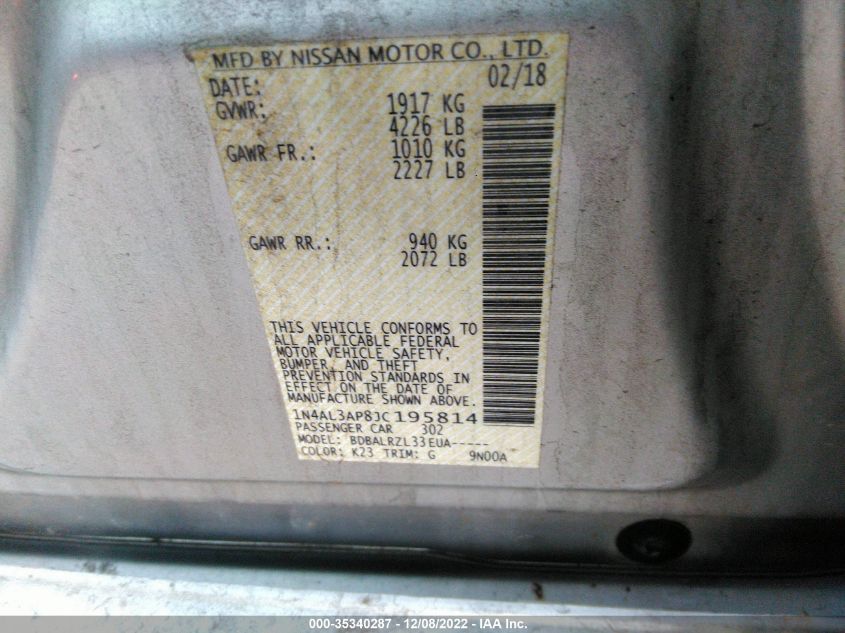 MFD BY NISSAN MOTOR CO., LTD.
DATE: 02/18
GVWR: 1917 KG
4226 LB
GAWR FR.: 1010 KG
2227 LB
GAWR RR.: 940 KG
2072 LB
THIS VEHICLE CONFORMS TO
ALL APPLICABLE FEDERAL
MOTOR VEHICLE SAFETY,
BUMPER, AND THEFT
PREVENTION STANDARDS IN
EFFECT ON THE DATE OF
MANUFACTURE SHOWN ABOVE.
1N4AL3AP8JC195814
PASSENGER CAR 302
MODEL: BDBALRZL33EUA-----
COLOR: K23 TRIM: G 9N00A
000-35340287 - 12/08/2022 - IAA Inc.